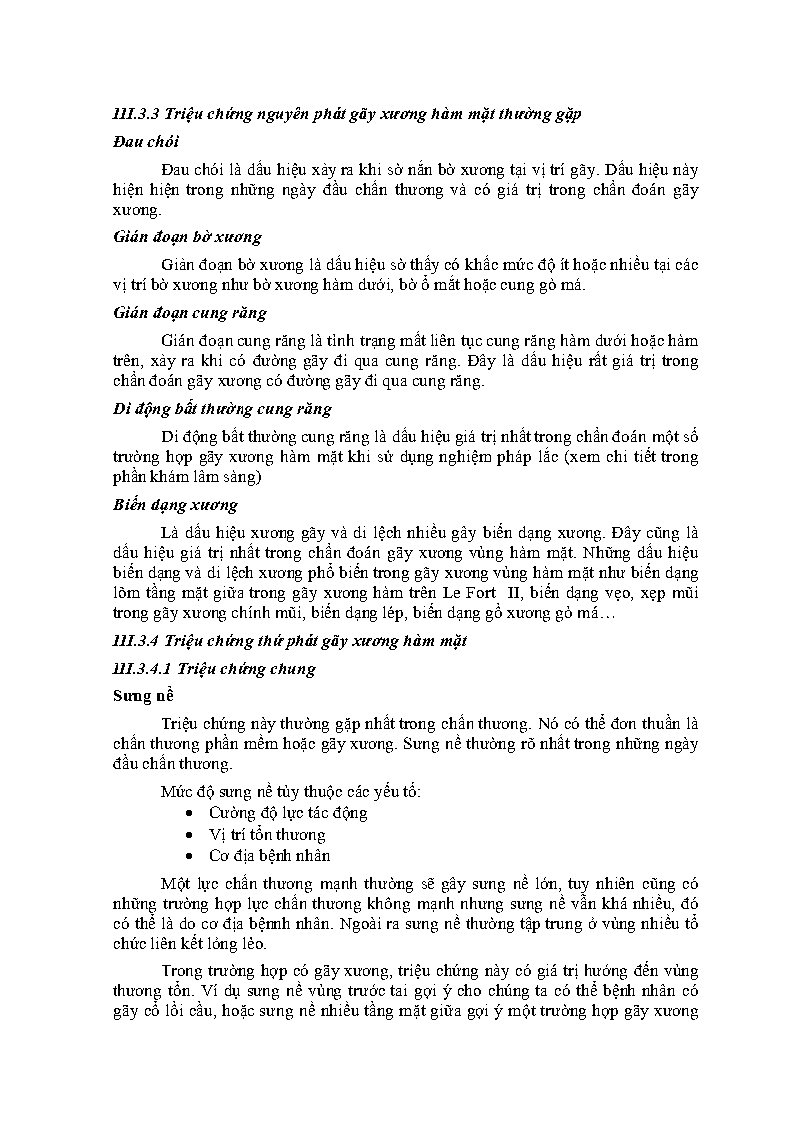 III.3.3 Triệu chứng nguyên phát gãy xương hàm mặt thường gặp
Đau chói
Đau chói là dấu hiệu xảy ra khi sờ nắn bờ xương tại vị trí gãy. Dấu hiệu này
hiện hiện trong những ngày đầu chấn thương và có giá trị trong chẩn đoán gãy
xương.
Gián đoạn bờ xương
Giàn đoạn bờ xương là dấu hiệu sờ thấy có khấc mức độ ít hoặc nhiều tại các
vị trí bờ xương như bờ xương hàm dưới, bờ ổ mắt hoặc cung gò má.
Gián đoạn cung răng
Gián đoạn cung răng là tình trạng mất liên tục cung răng hàm dưới hoặc hàm
trên, xảy ra khi có đường gãy đi qua cung răng. Đây là dấu hiệu rất giá trị trong
chẩn đoán gãy xương có đường gãy đi qua cung răng.
Di động bất thường cung răng
Di động bất thường cung răng là dấu hiệu giá trị nhất trong chẩn đoán một số
trường hợp gãy xương hàm mặt khi sử dụng nghiệm pháp lắc (xem chi tiết trong
phần khám lâm sàng)
Biến dạng xương
Là dấu hiệu xương gãy và di lệch nhiều gây biến dạng xương. Đây cũng là
dấu hiệu giá trị nhất trong chẩn đoán gãy xương vùng hàm mặt. Những dấu hiệu
biến dạng và di lệch xương phổ biến trong gãy xương vùng hàm mặt như biến dạng
lõm tầng mặt giữa trong gãy xương hàm trên Le Fort II, biến dạng vẹo, xẹp mũi
trong gãy xương chính mũi, biến dạng lép, biến dạng gồ xương gò má…
III.3.4 Triệu chứng thứ phát gãy xương hàm mặt
III.3.4.1 Triệu chứng chung
Sưng nề
Triệu chứng này thường gặp nhất trong chấn thương. Nó có thể đơn thuần là
chấn thương phần mềm hoặc gãy xương. Sưng nề thường rõ nhất trong những ngày
đầu chấn thương.
Mức độ sưng nề tùy thuộc các yếu tố:
• Cường độ lực tác động
• Vị trí tổn thương
• Cơ địa bệnh nhân
Một lực chấn thương mạnh thường sẽ gây sưng nề lớn, tuy nhiên cũng có
những trường hợp lực chấn thương không mạnh nhưng sưng nề vẫn khá nhiều, đó
có thể là do cơ địa bệnnh nhân. Ngoài ra sưng nề thường tập trung ở vùng nhiều tổ
chức liên kết lỏng lẻo.
Trong trường hợp có gãy xương, triệu chứng này có giá trị hướng đến vùng
thương tổn. Ví dụ sưng nề vùng trước tai gợi ý cho chúng ta có thể bệnh nhân có
gãy cổ lồi cầu, hoặc sưng nề nhiều tầng mặt giữa gợi ý một trường hợp gãy xương